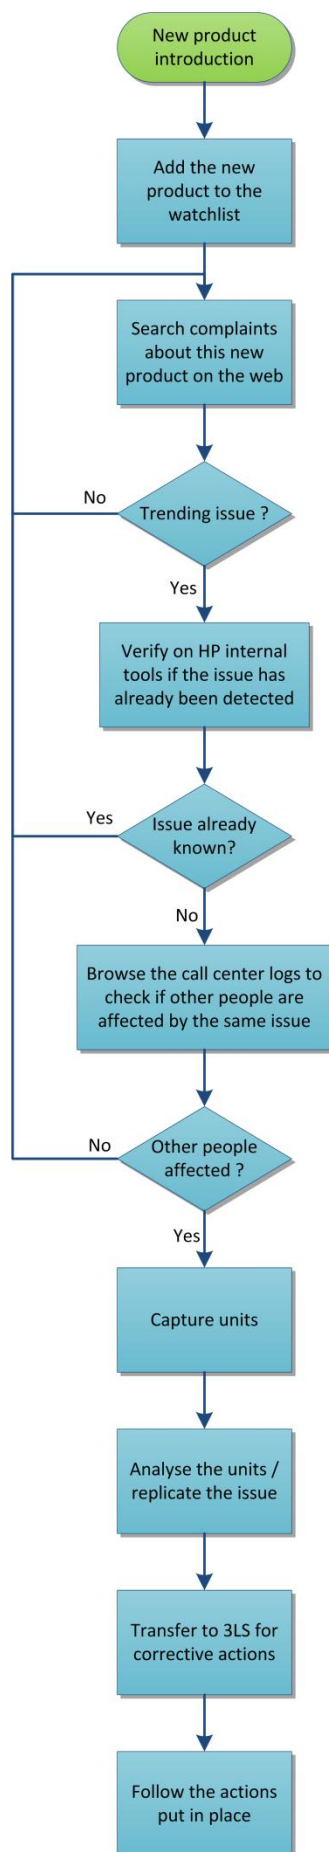 New product
introduction
Add the new
product to the
watchlist
Search complaints
about this new
product on the web
No
Trending issue ?
Yes
Verify on HP internal
tools if the issue has
already been detected
Yes
Issue already
known?
No
Browse the call center logs to
check if other people are
affected by the same issue
No
Other people
affected ?
Yes
Capture units
Analyse the units /
replicate the issue
Transfer to 3LS for
corrective actions
Follow the actions
put in place